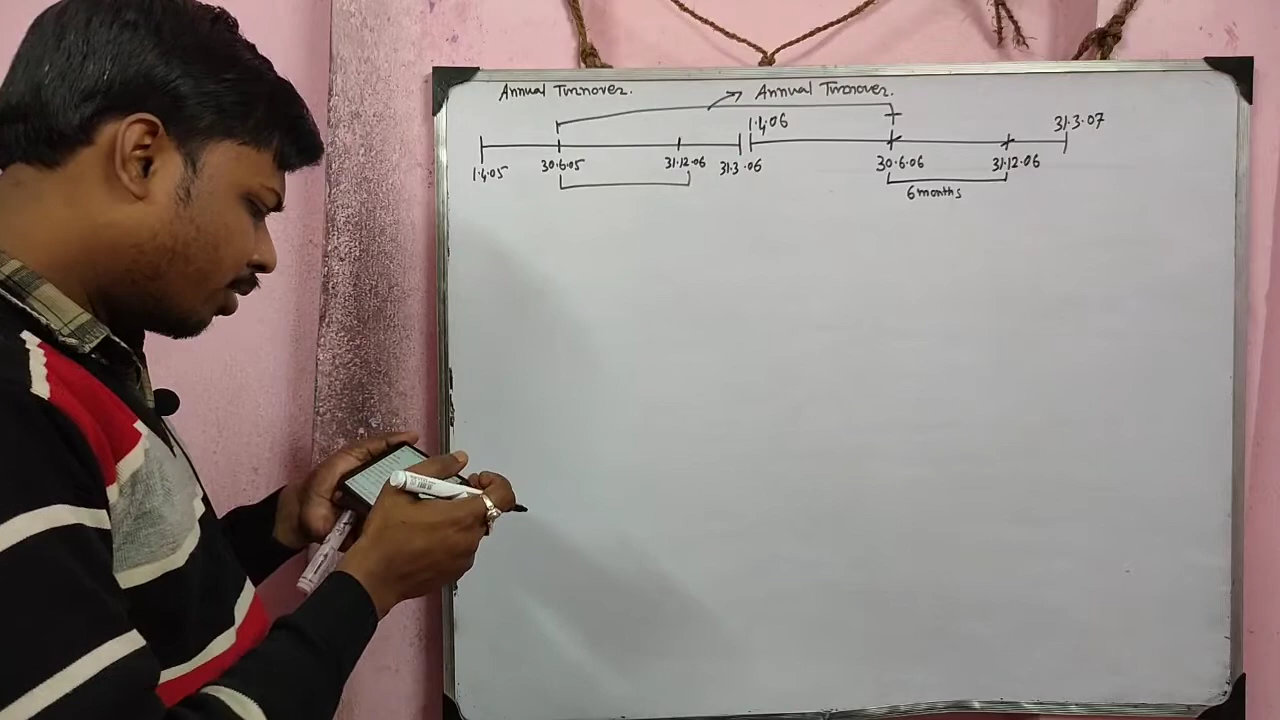 Annual Turnover. Annual Turnover.
1.4.06 31.3.07
1.4.05 30.6.05 31.12.06 31.3.06 30.6.06 31.12.06
6 months